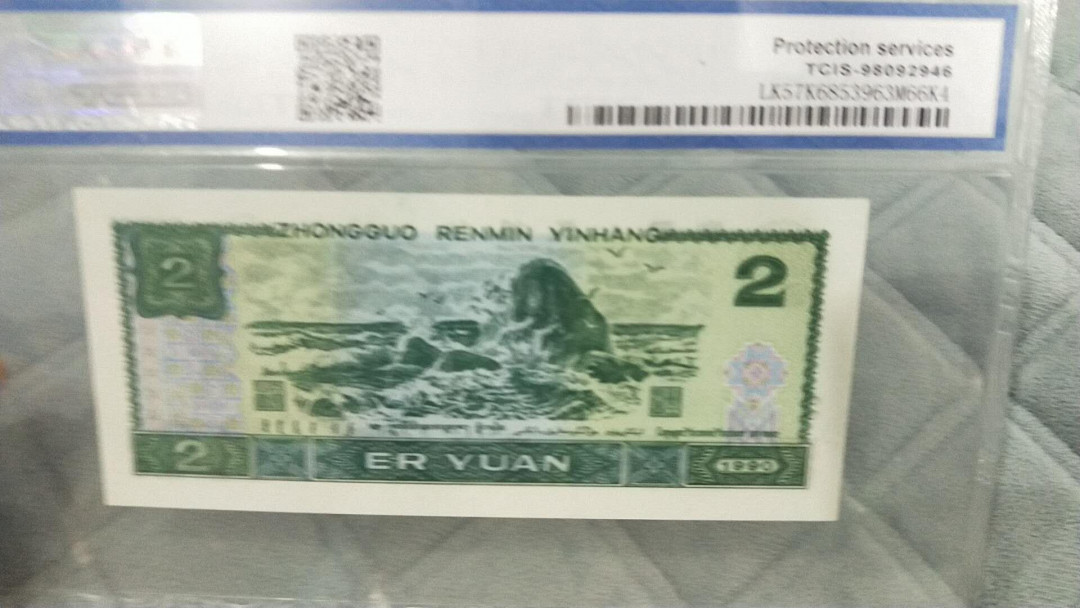 Protection services
TCIS-98092946
LK57K6853963M66K4
ZHONGGUO RENMIN YINHANG
2
2
2
ER YUAN
1990